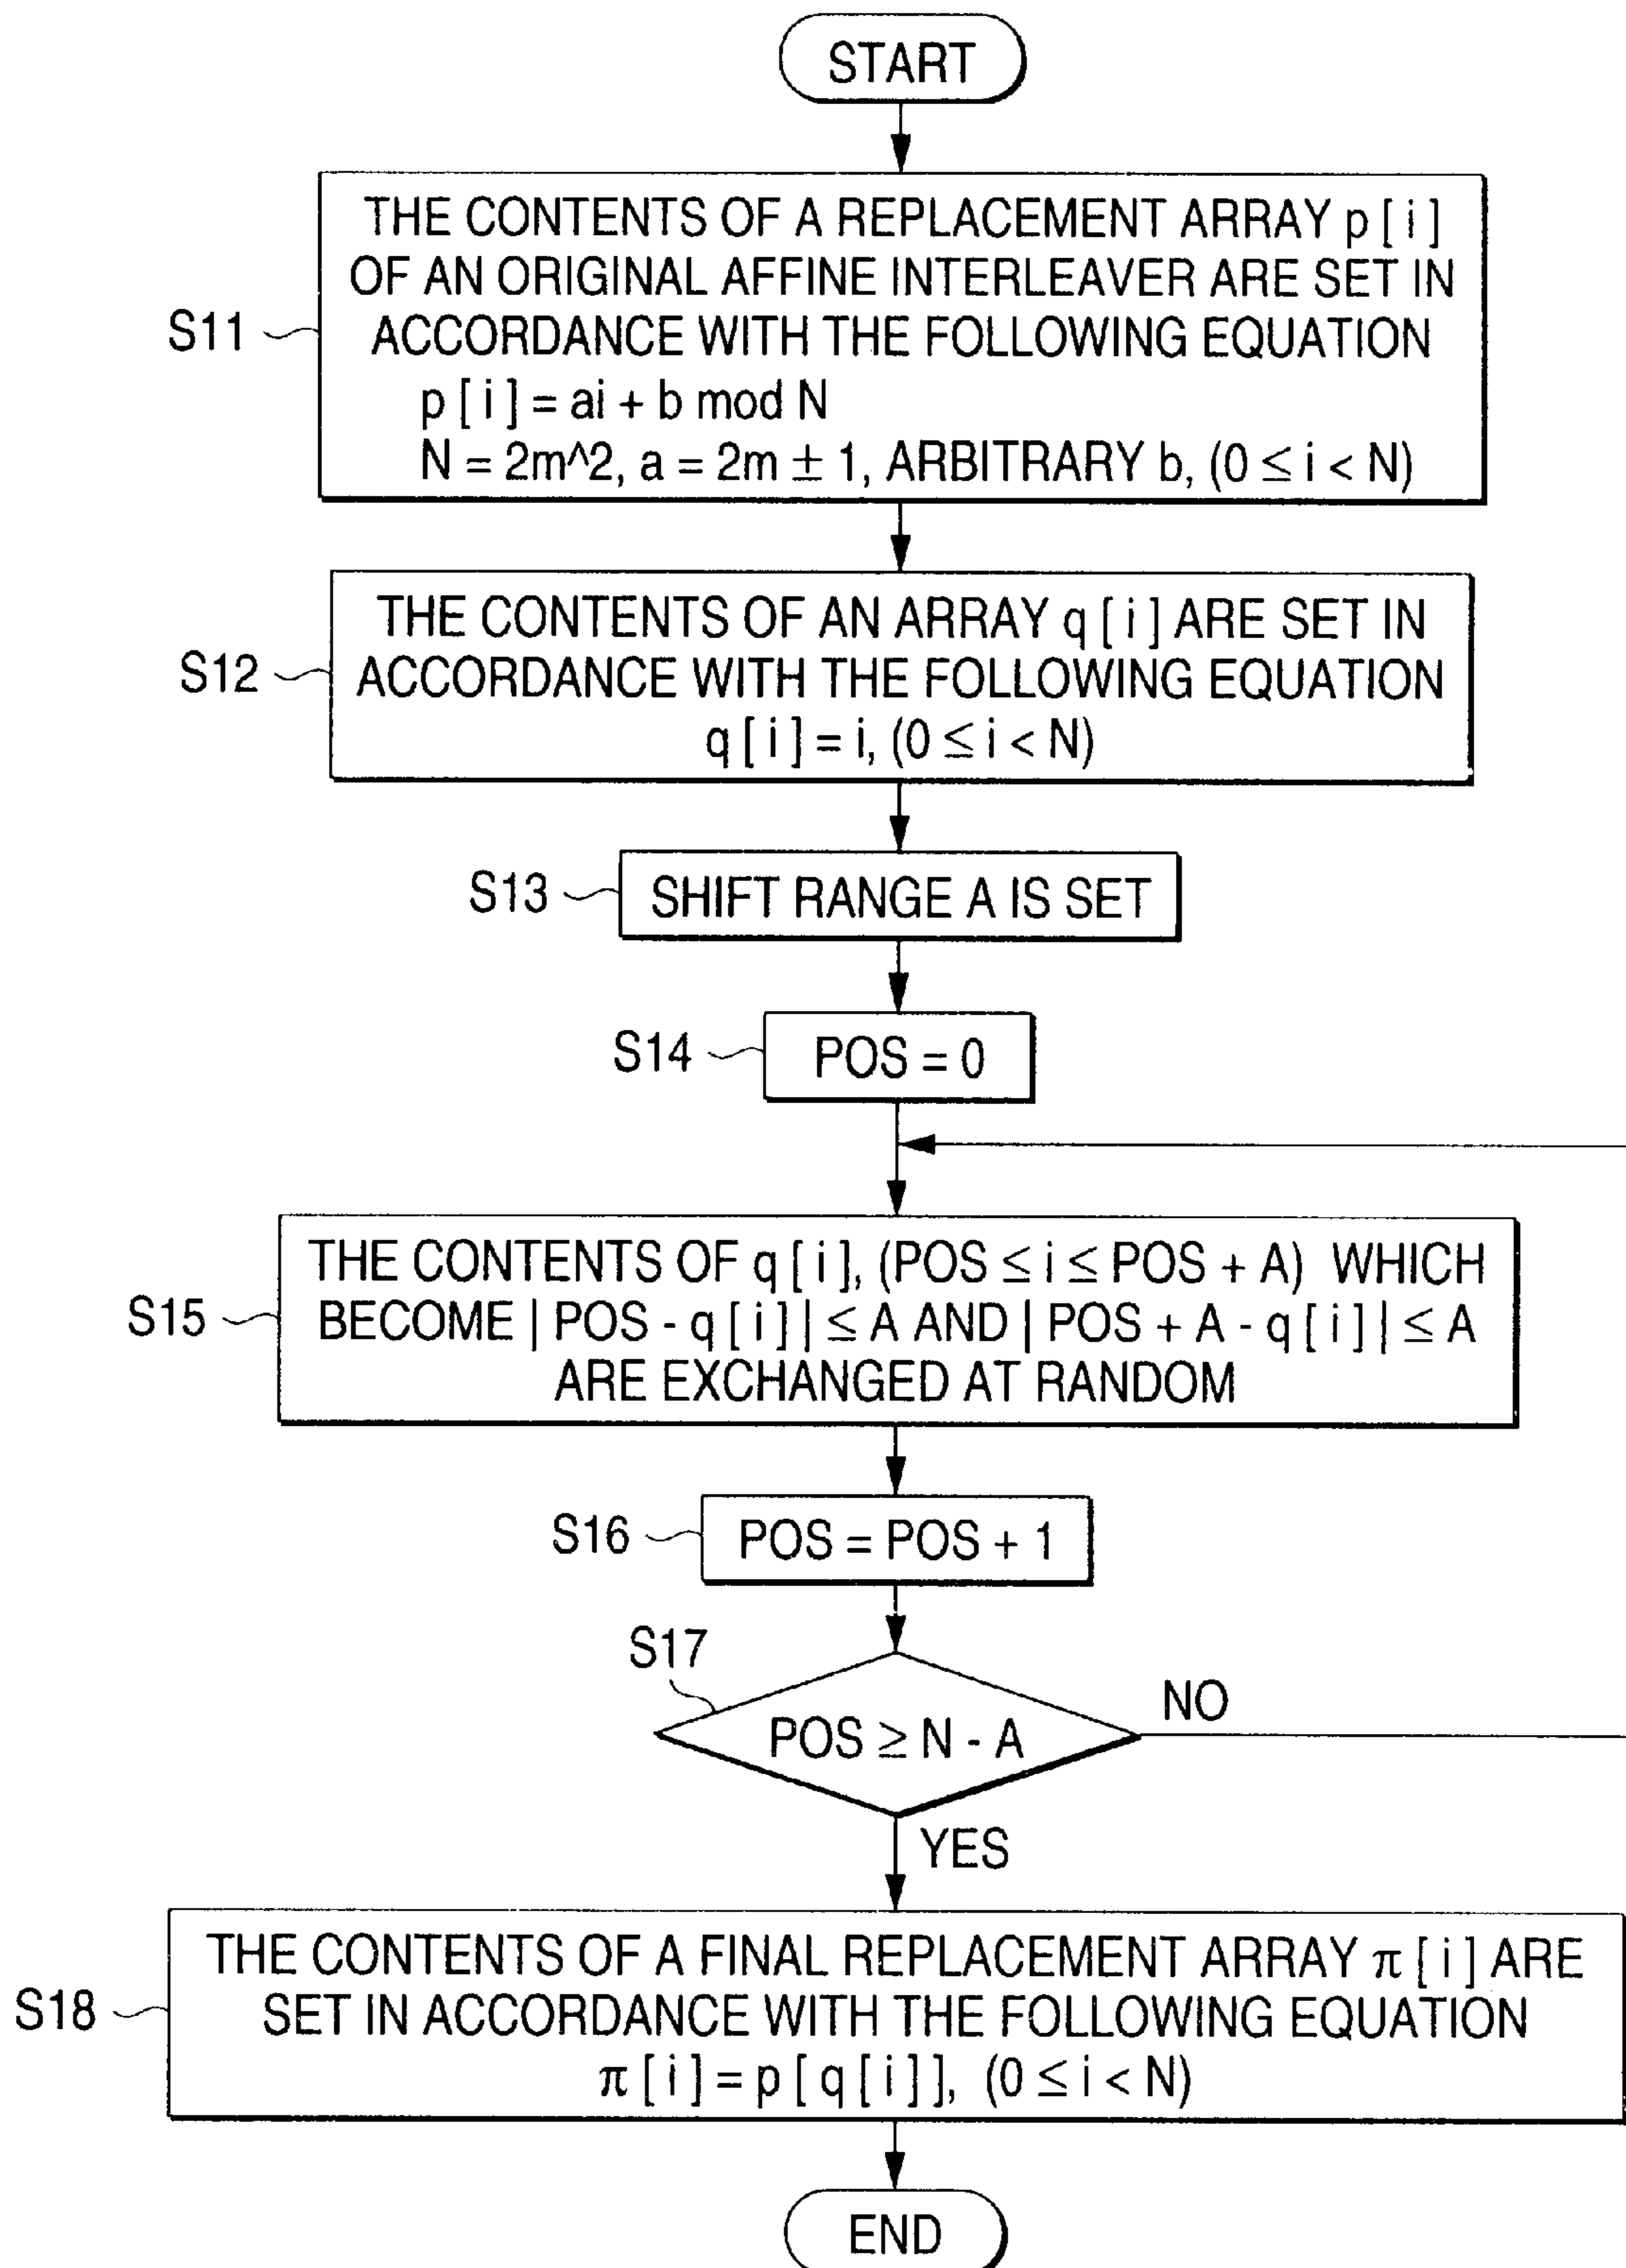 START
S11
THE CONTENTS OF A REPLACEMENT ARRAY p [ i ]
OF AN ORIGINAL AFFINE INTERLEAVER ARE SET IN
ACCORDANCE WITH THE FOLLOWING EQUATION
p [ i ] = ai + b mod N
N = 2m^2, a = 2m ± 1, ARBITRARY b, (0 ≤ i < N)
S12
THE CONTENTS OF AN ARRAY q [ i ] ARE SET IN
ACCORDANCE WITH THE FOLLOWING EQUATION
q [ i ] = i, (0 ≤ i < N)
S13
SHIFT RANGE A IS SET
S14
POS = 0
S15
THE CONTENTS OF q [ i ], (POS ≤ i ≤ POS + A) WHICH
BECOME | POS - q [ i ] | ≤ A AND | POS + A - q [ i ] | ≤ A
ARE EXCHANGED AT RANDOM
S16
POS = POS + 1
S17
POS ≥ N - A
NO
YES
S18
THE CONTENTS OF A FINAL REPLACEMENT ARRAY π [ i ] ARE
SET IN ACCORDANCE WITH THE FOLLOWING EQUATION
π [ i ] = p [ q [ i ] ], (0 ≤ i < N)
END